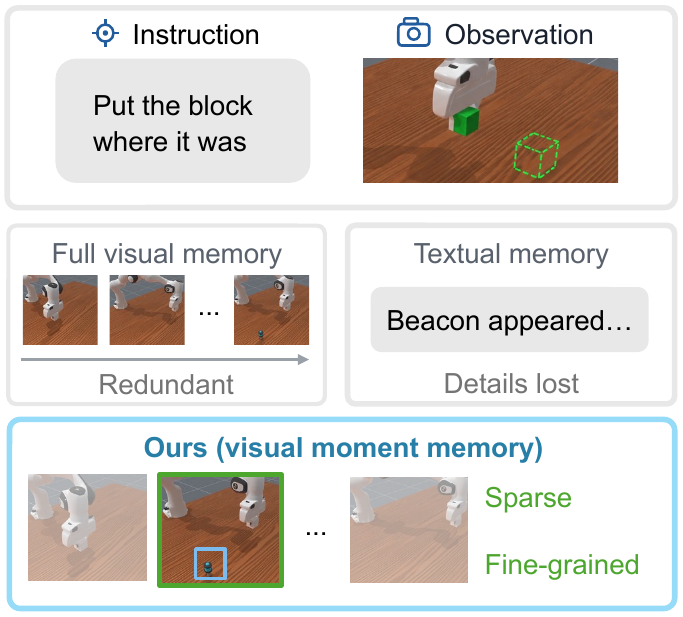 Instruction
Observation
Put the block
where it was
Full visual memory
...
Redundant
Textual memory
Beacon appeared...
Details lost
Ours (visual moment memory)
...
Sparse
Fine-grained